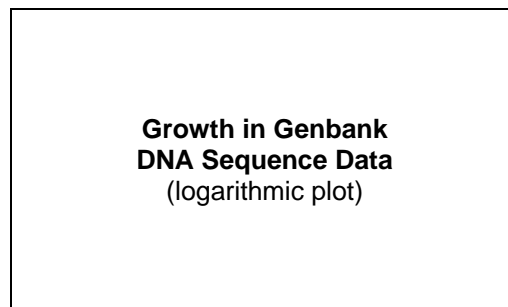 Growth in Genbank
DNA Sequence Data
(logarithmic plot)